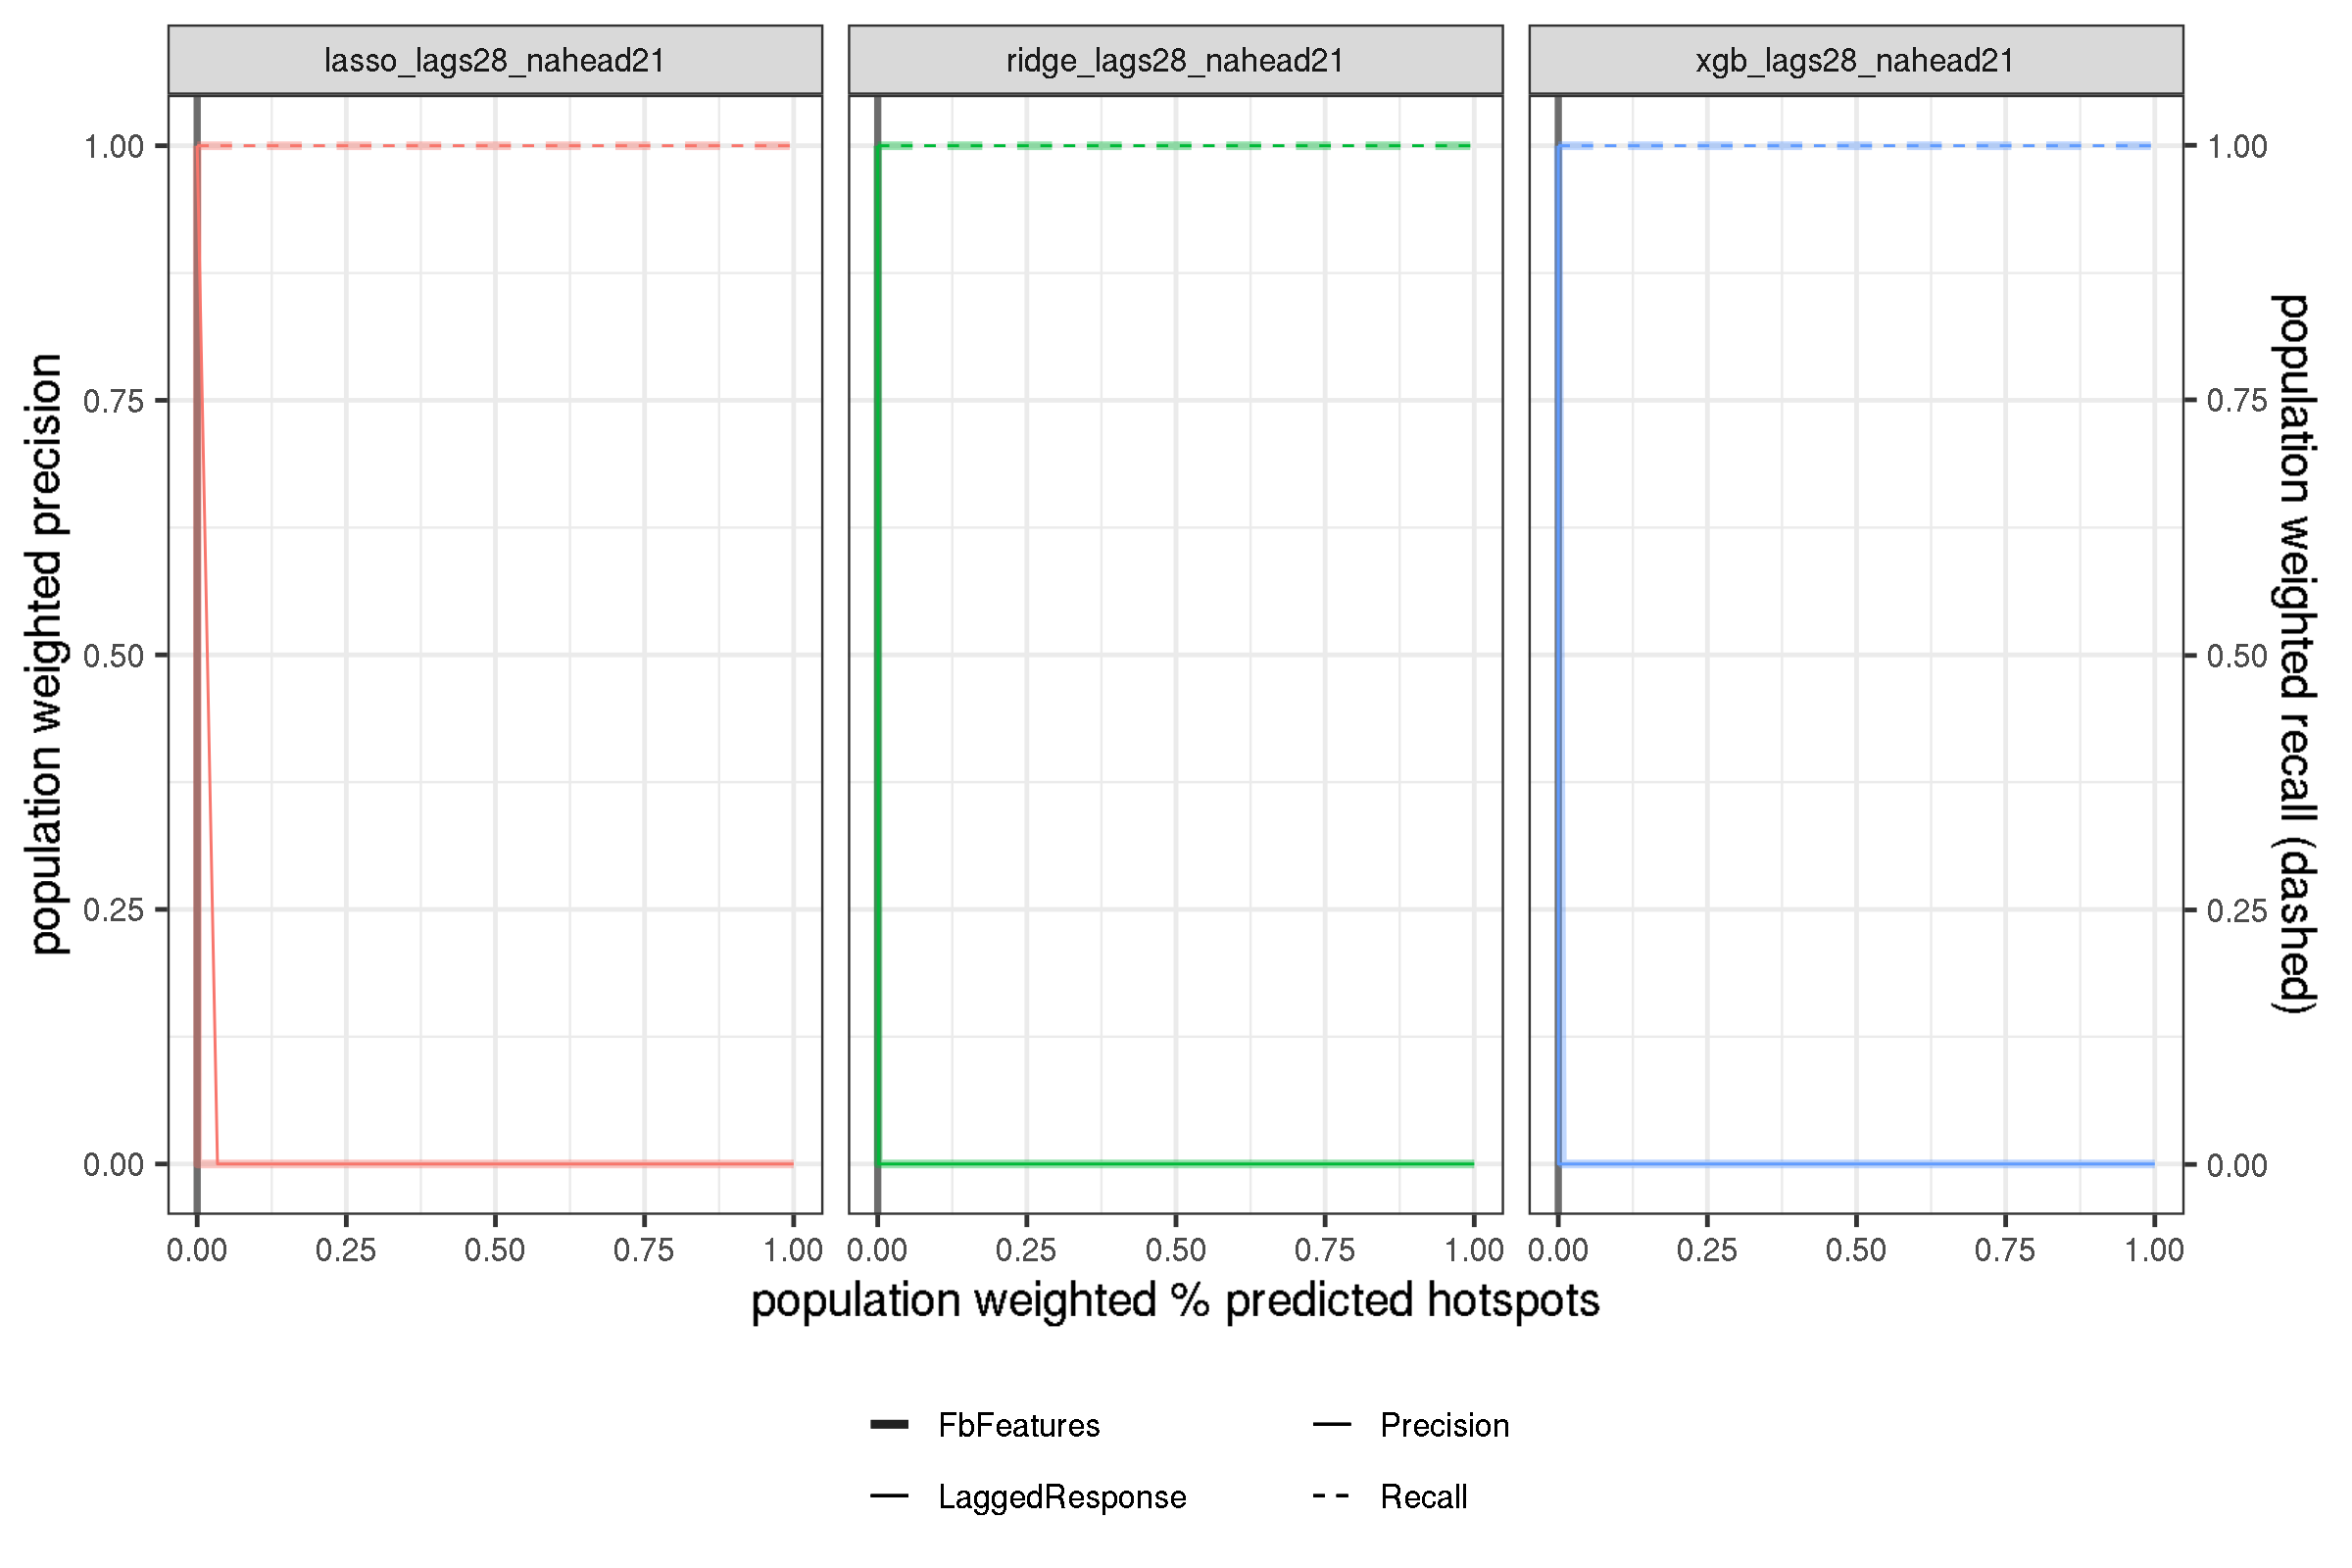 lasso_lags28_nahead21
ridge_lags28_nahead21
xgb_lags28_nahead21
population weighted precision
1.00
0.75
0.50
0.25
0.00
1.00
0.75
0.50
0.25
0.00
population weighted recall (dashed)
0.00 0.25 0.50 0.75 1.00
0.00 0.25 0.50 0.75 1.00
0.00 0.25 0.50 0.75 1.00
population weighted % predicted hotspots
FbFeatures
LaggedResponse
Precision
Recall